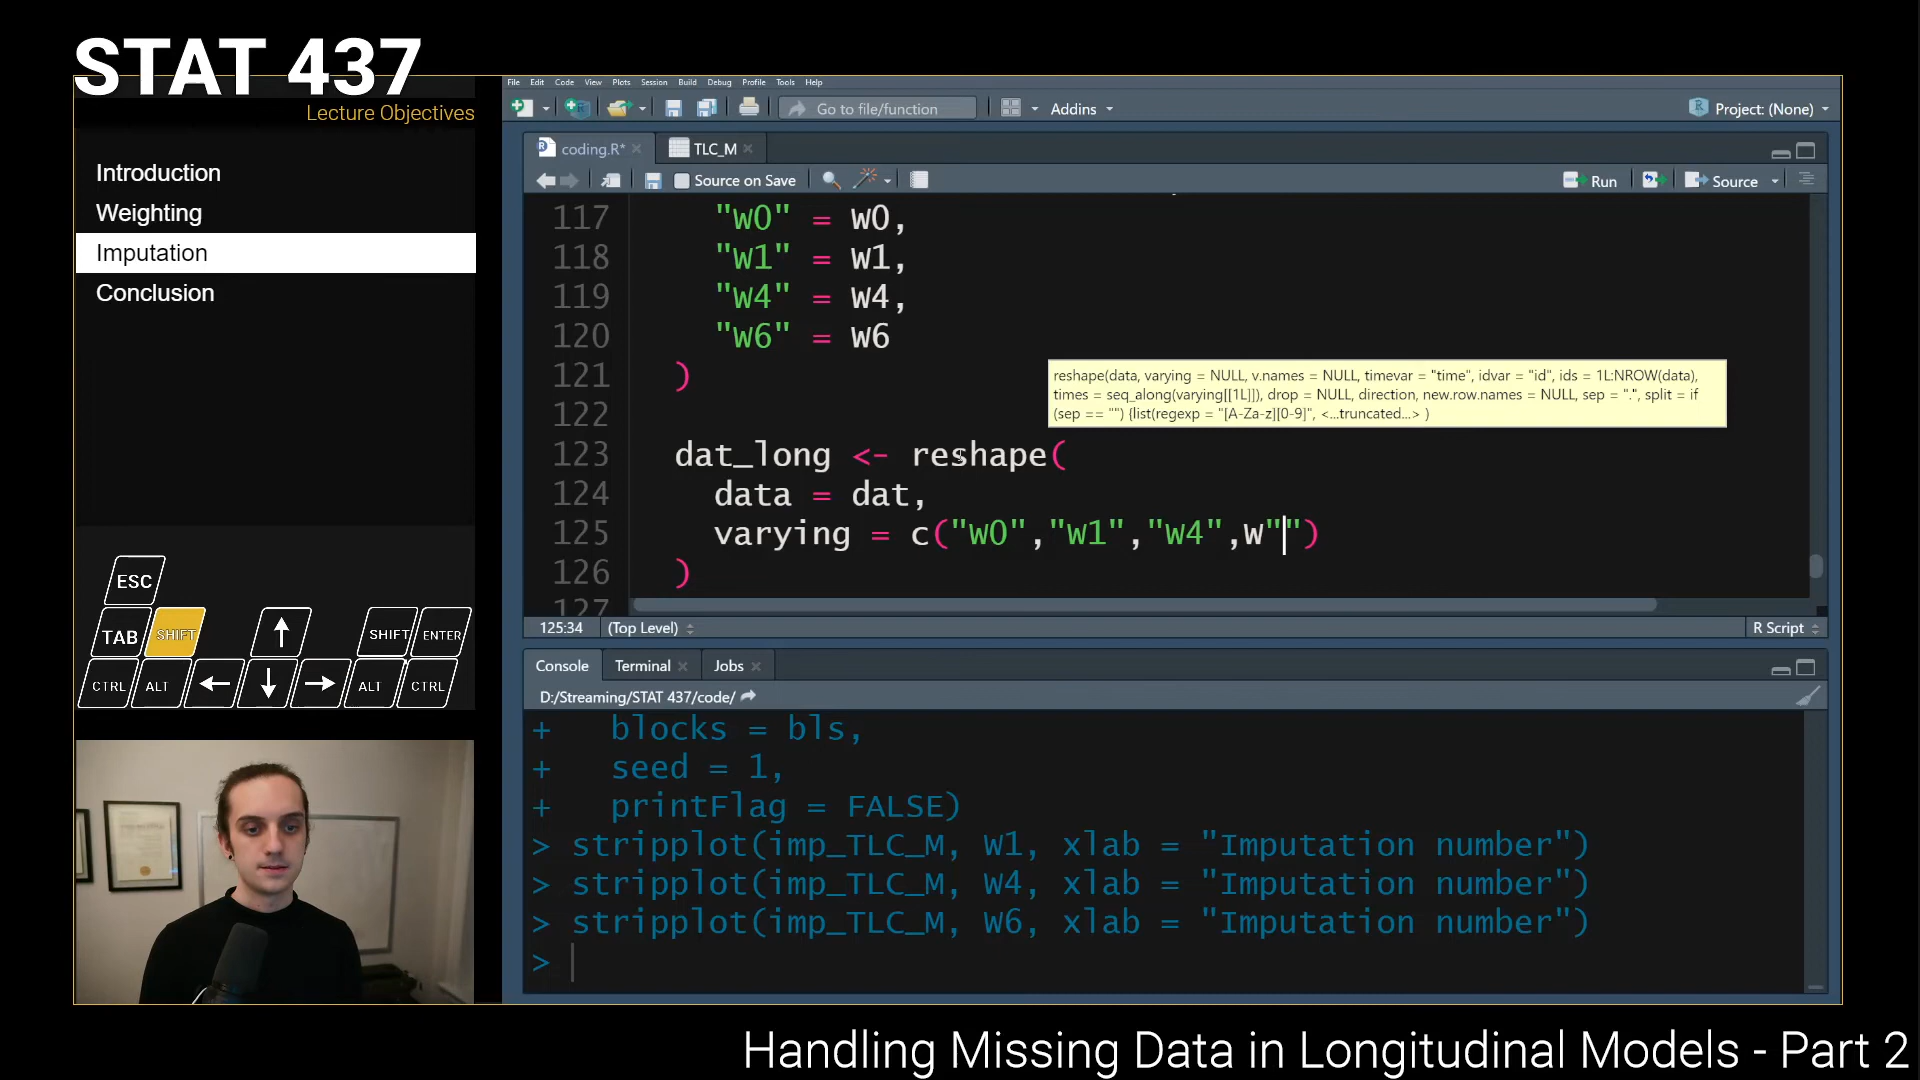 STAT 437
Lecture Objectives
Introduction
Weighting
Imputation
Conclusion
ESC
TAB SHIFT SHIFT ENTER
CTRL ALT ALT CTRL
File Edit Code View Plots Session Build Debug Profile Tools Help
Go to file/function Addins Project: (None)
coding.R* TLC_M
Source on Save Run Source
117 "W0" = W0,
118 "W1" = W1,
119 "W4" = W4,
120 "W6" = W6
121 )
122
reshape(data, varying = NULL, v.names = NULL, timevar = "time", idvar = "id", ids = 1L:NROW(data),
times = seq_along(varying[[1L]]), drop = NULL, direction, new.row.names = NULL, sep = ".", split = if
(sep == "") {list(regexp = "[A-Za-z][0-9]", <...truncated...> )
123 dat_long <- reshape(
124 data = dat,
125 varying = c("W0","W1","W4",W"")
126 )
127
125:34 (Top Level) R Script
Console Terminal Jobs
D:/Streaming/STAT 437/code/
+ blocks = bls,
+ seed = 1,
+ printFlag = FALSE)
> stripplot(imp_TLC_M, W1, xlab = "Imputation number")
> stripplot(imp_TLC_M, W4, xlab = "Imputation number")
> stripplot(imp_TLC_M, W6, xlab = "Imputation number")
>
Handling Missing Data in Longitudinal Models - Part 2